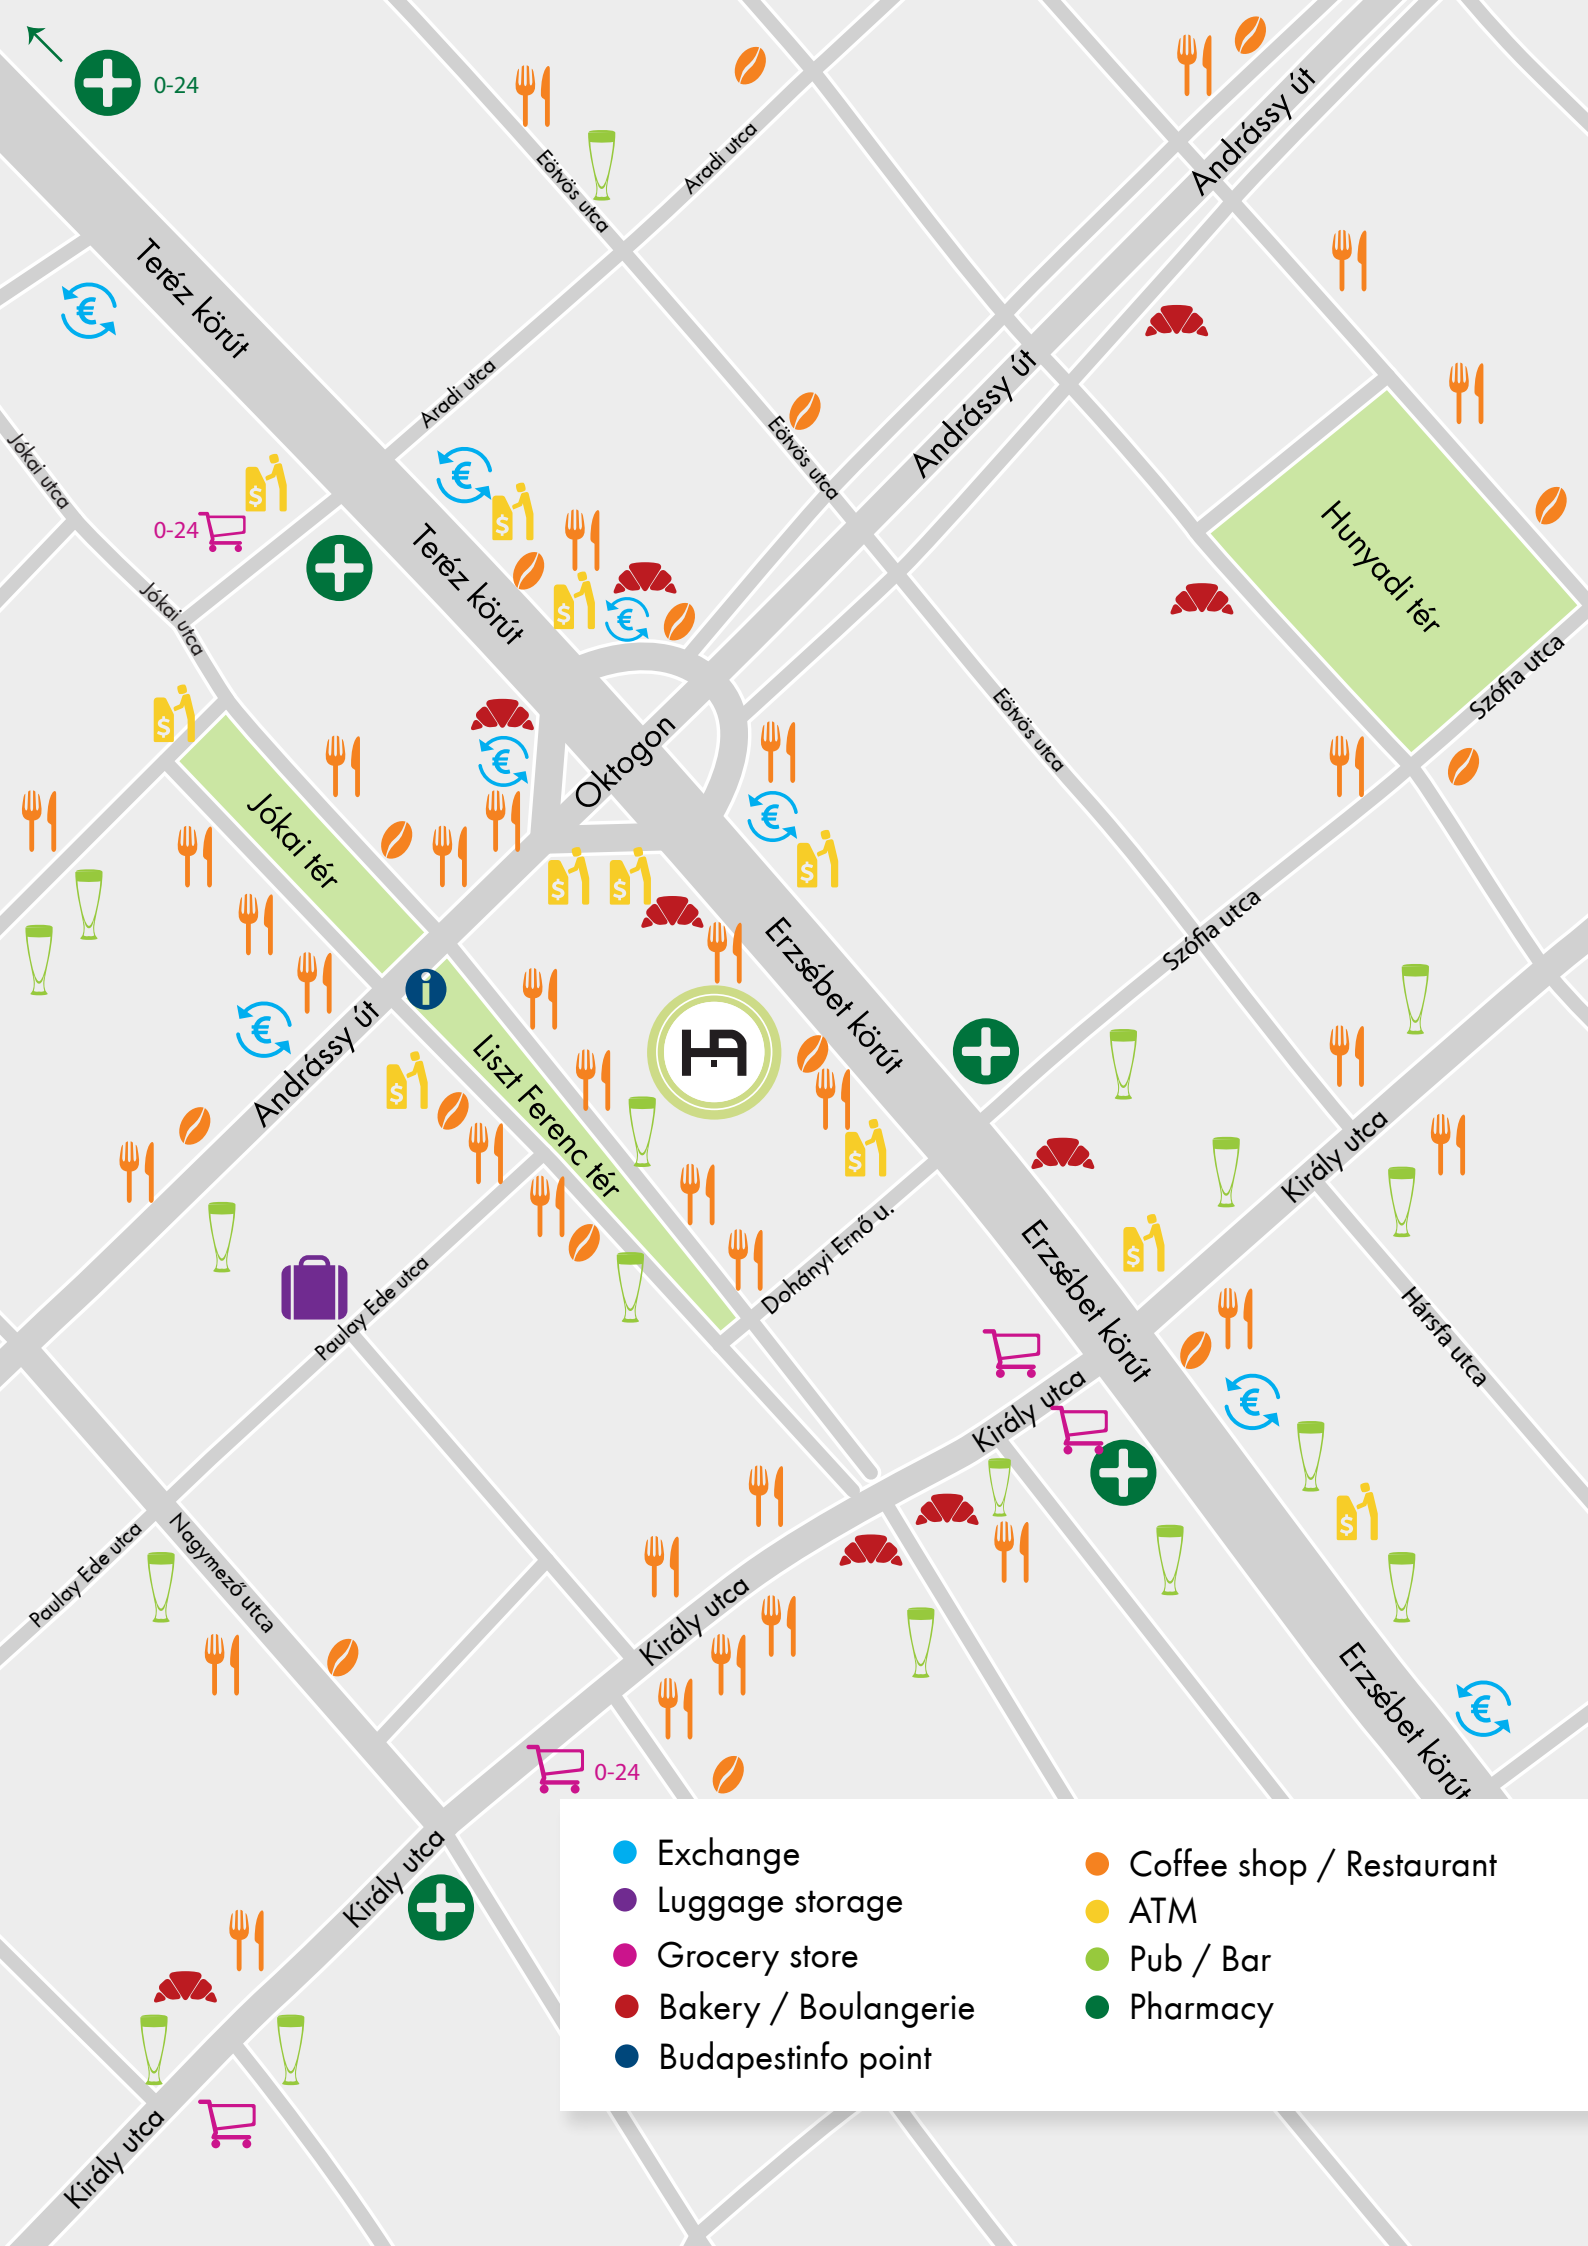 0-24
Andrássy út
Aradi utca
Eötvös utca
Teréz körút
Andrássy út
Aradi utca
Eötvös utca
Jókai utca
0-24
Hunyadi tér
Teréz körút
Jókai utca
Szófia utca
Eötvös utca
Oktogon
Jókai tér
Szófia utca
Erzsébet körút
Andrássy út
Liszt Ferenc tér
HA
Király utca
Dohányi Ernő u.
Paulay Ede utca
Erzsébet körút
Hársfa utca
Király utca
Paulay Ede utca
Nagymező utca
Király utca
Erzsébet körút
0-24
Király utca
Király utca
Exchange
Luggage storage
Grocery store
Bakery / Boulangerie
Budapestinfo point
Coffee shop / Restaurant
ATM
Pub / Bar
Pharmacy